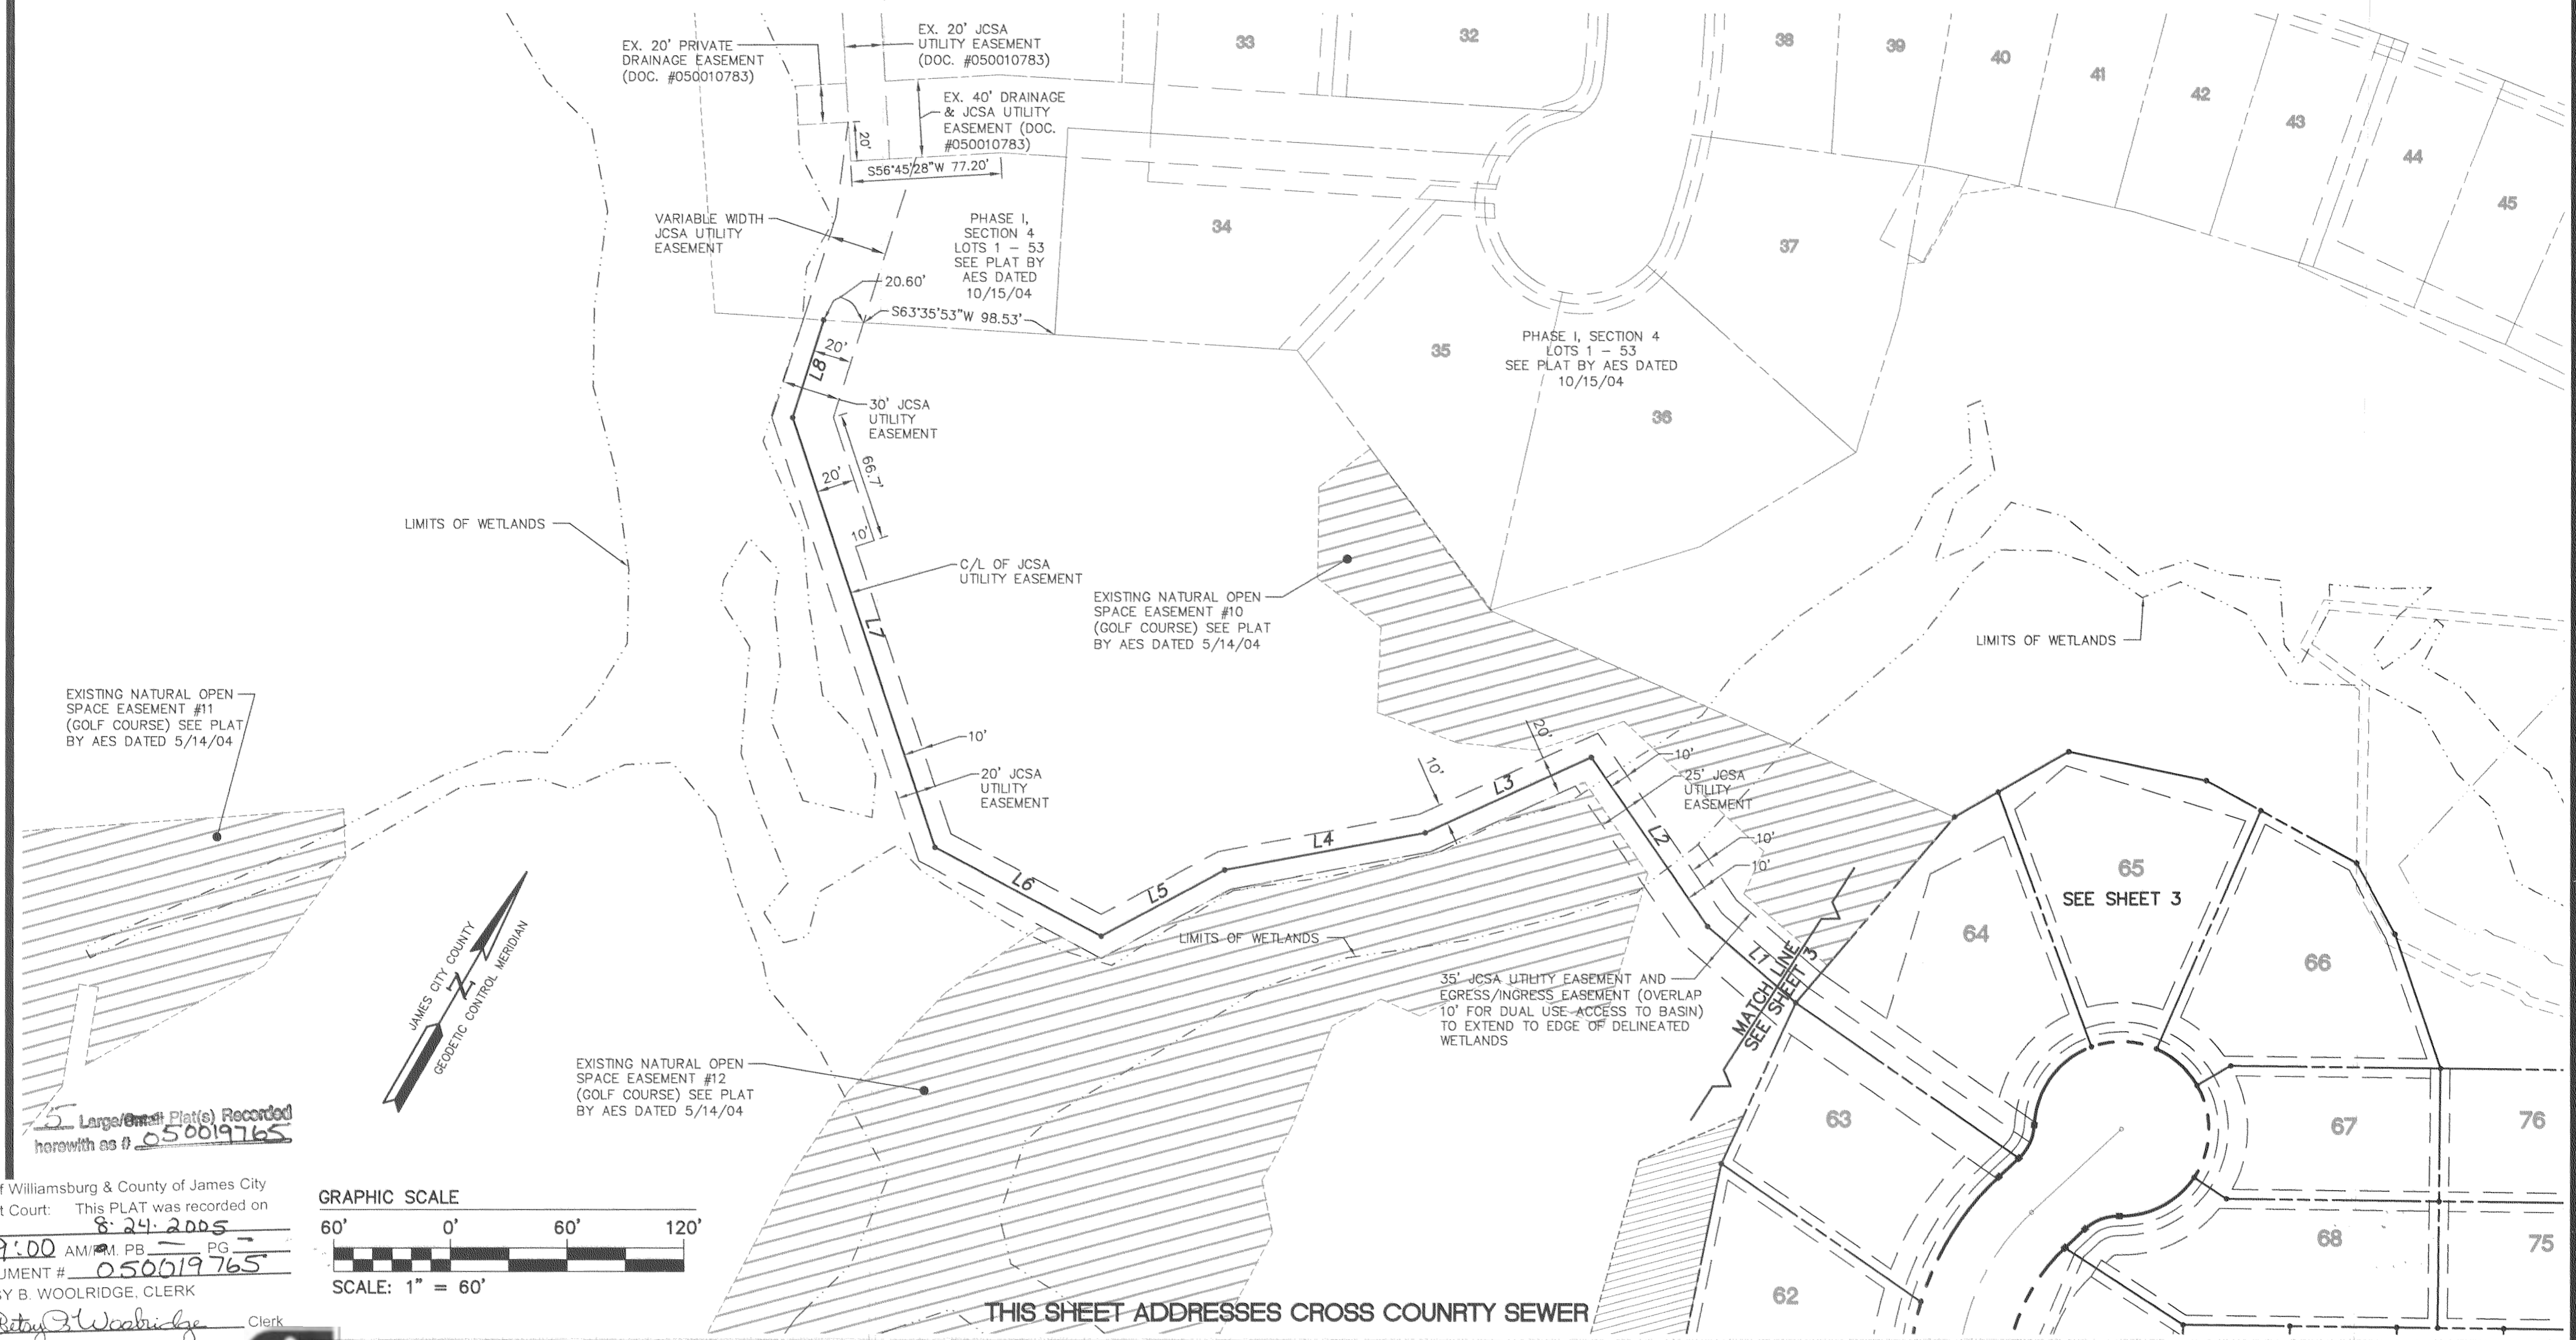 EX. 20' PRIVATE
DRAINAGE EASEMENT
(DOC. #050010783)
EX. 20' JCSA
UTILITY EASEMENT
(DOC. #050010783)
33
32
38
39
40
41
42
43
44
45
EX. 40' DRAINAGE
& JCSA UTILITY
EASEMENT (DOC.
#050010783)
20'
S56°45'28"W 77.20'
VARIABLE WIDTH
JCSA UTILITY
EASEMENT
PHASE I,
SECTION 4
LOTS 1 - 53
SEE PLAT BY
AES DATED
10/15/04
34
37
20.60'
S63°35'53"W 98.53'
35
PHASE I, SECTION 4
LOTS 1 - 53
SEE PLAT BY AES DATED
10/15/04
36
20'
L8
30' JCSA
UTILITY
EASEMENT
66.7'
20'
10'
LIMITS OF WETLANDS
C/L OF JCSA
UTILITY EASEMENT
L7
EXISTING NATURAL OPEN
SPACE EASEMENT #10
(GOLF COURSE) SEE PLAT
BY AES DATED 5/14/04
LIMITS OF WETLANDS
EXISTING NATURAL OPEN
SPACE EASEMENT #11
(GOLF COURSE) SEE PLAT
BY AES DATED 5/14/04
10'
20' JCSA
UTILITY
EASEMENT
10'
20'
L3
10'
25' JCSA
UTILITY
EASEMENT
L4
L2
10'
10'
L5
L6
65
SEE SHEET 3
64
66
LIMITS OF WETLANDS
L1
MATCH LINE
SEE SHEET 3
35' JCSA UTILITY EASEMENT AND
EGRESS/INGRESS EASEMENT (OVERLAP
10' FOR DUAL USE ACCESS TO BASIN)
TO EXTEND TO EDGE OF DELINEATED
WETLANDS
JAMES CITY COUNTY
N
GEODETIC CONTROL MERIDIAN
EXISTING NATURAL OPEN
SPACE EASEMENT #12
(GOLF COURSE) SEE PLAT
BY AES DATED 5/14/04
63
67
76
68
75
62
5 Large/Small Plat(s) Recorded
herewith as # 050019765
f Williamsburg & County of James City
t Court: This PLAT was recorded on
8.24.2005
9:00 AM/PM. PB — PG —
UMENT # 050019765
SY B. WOOLRIDGE, CLERK
Betsy B Woolridge Clerk
GRAPHIC SCALE
60' 0' 60' 120'
SCALE: 1" = 60'
THIS SHEET ADDRESSES CROSS COUNRTY SEWER